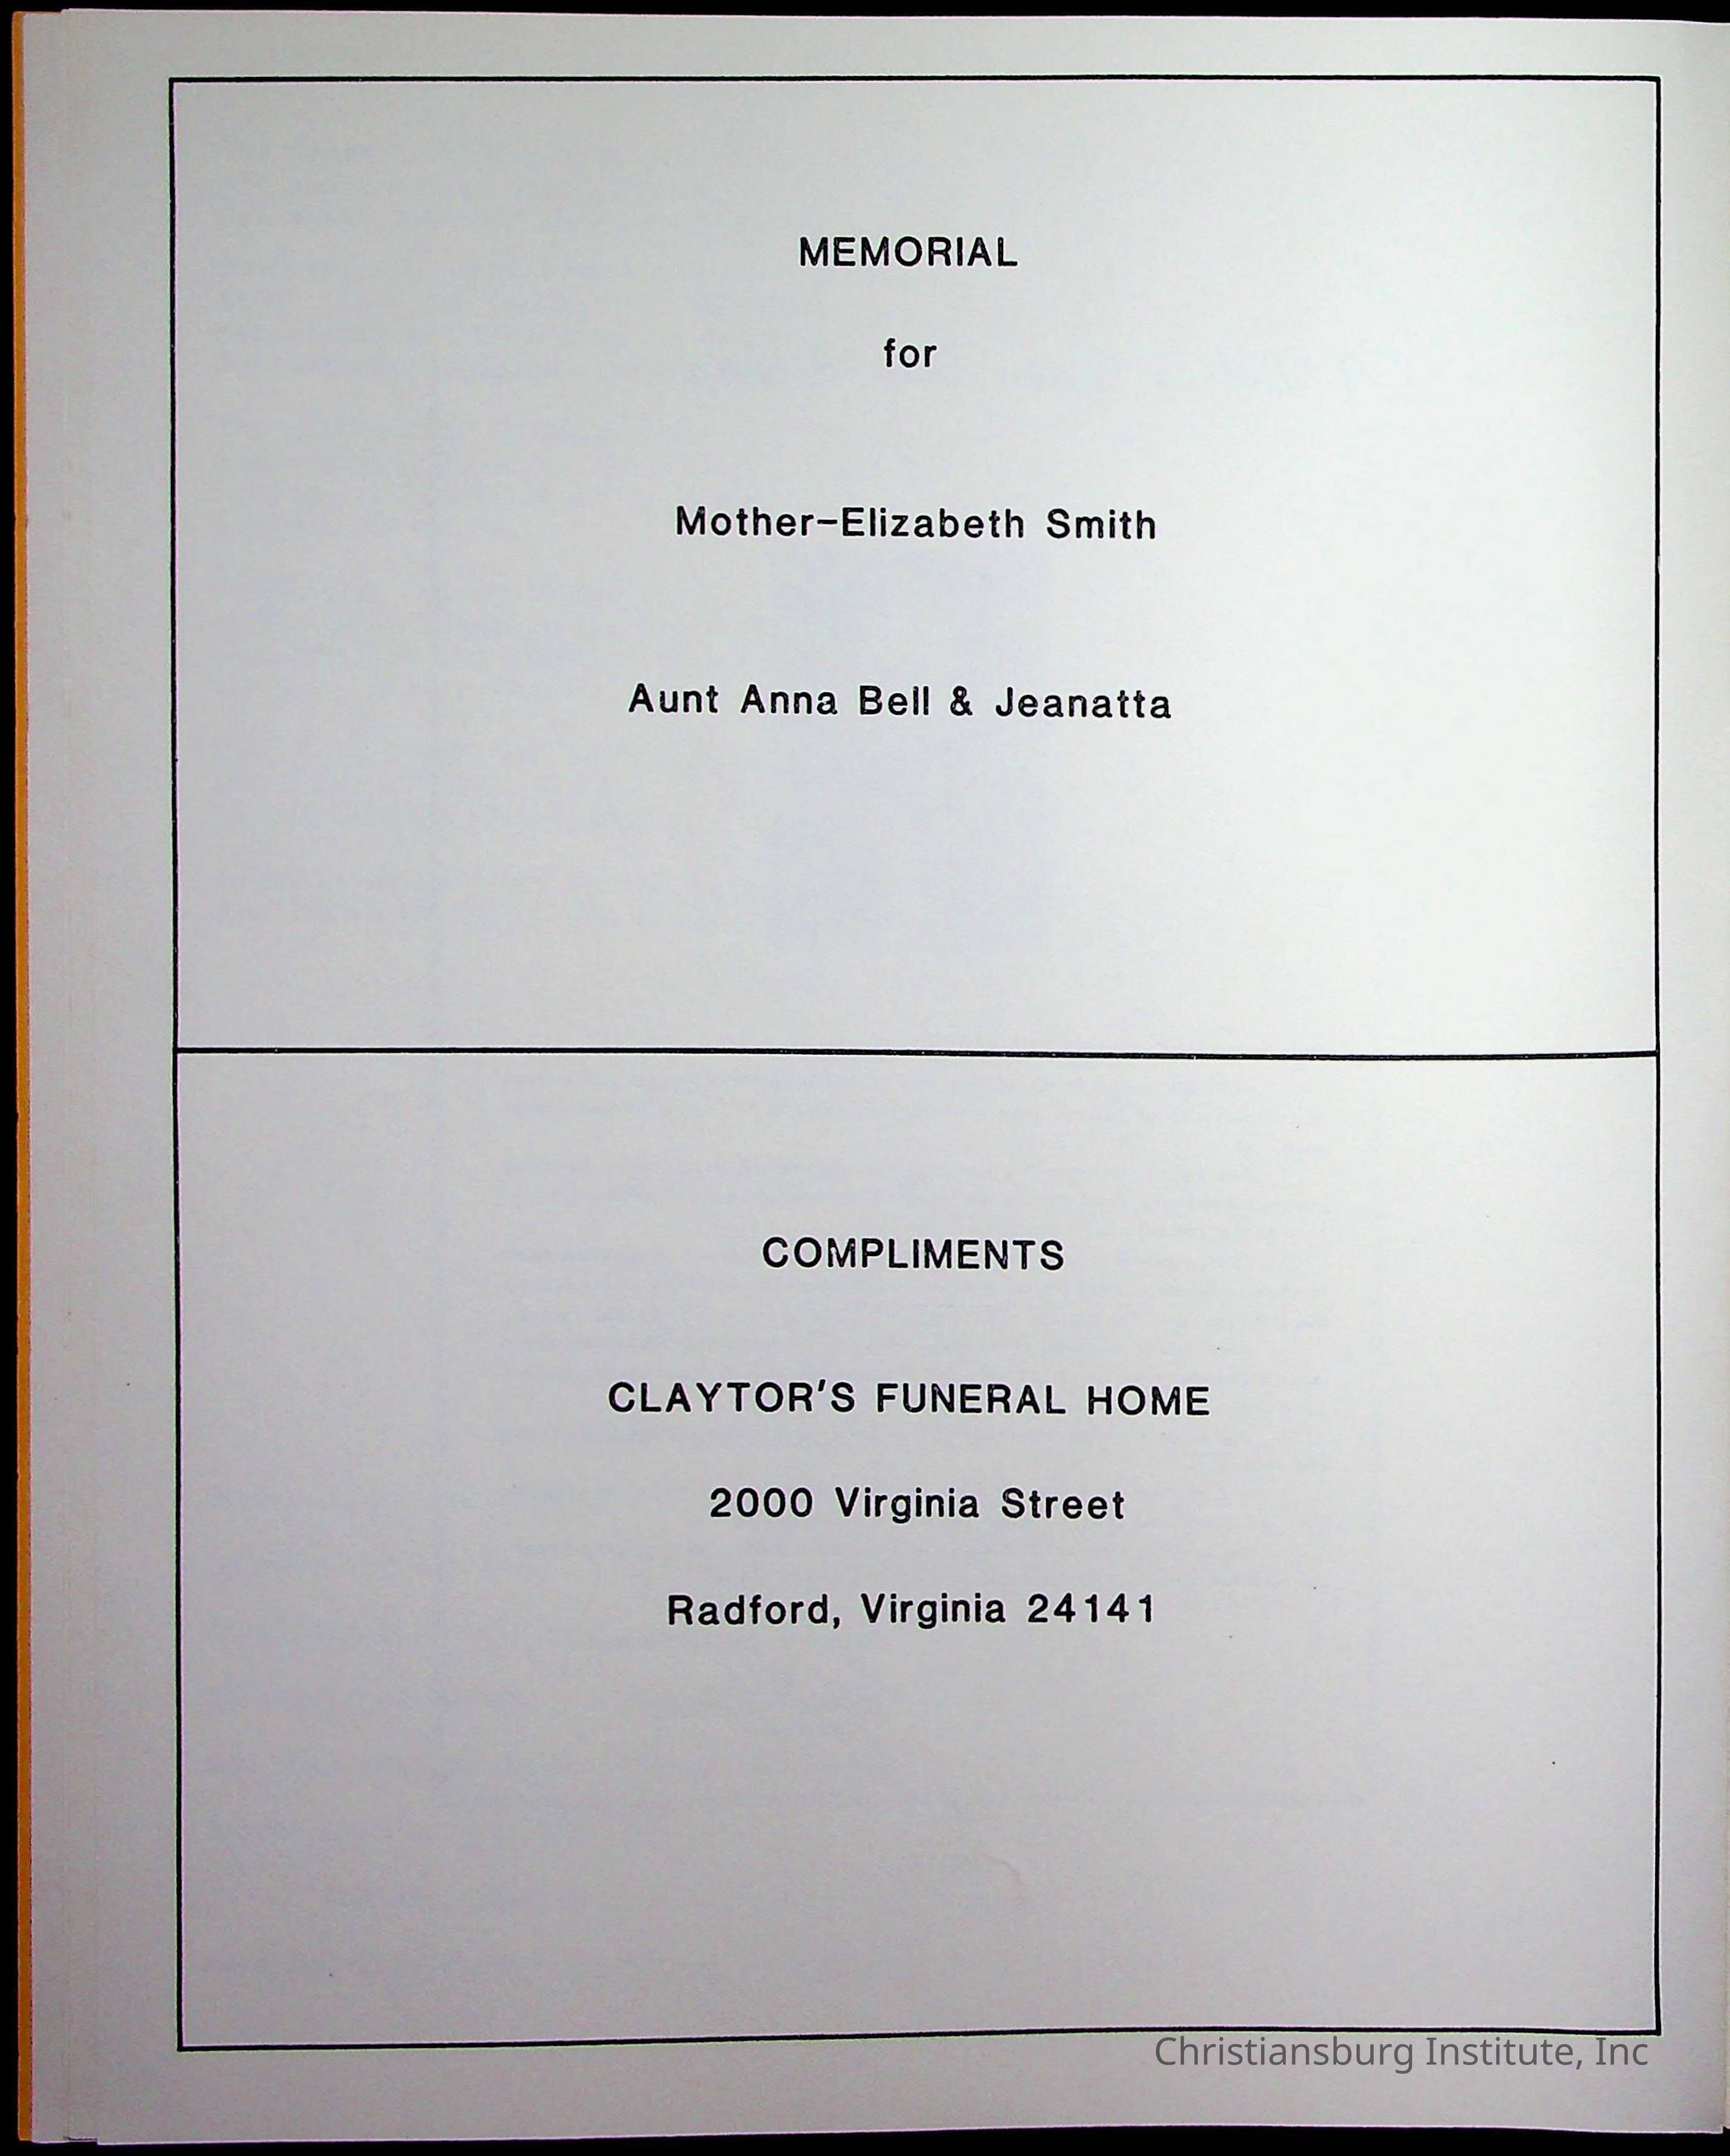 MEMORIAL
for
Mother-Elizabeth Smith
Aunt Anna Bell & Jeanatta
COMPLIMENTS
CLAYTOR'S FUNERAL HOME
2000 Virginia Street
Radford, Virginia 24141
Christiansburg Institute, Inc